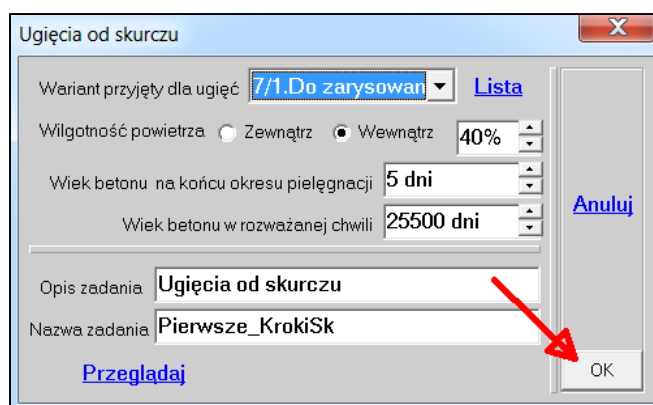 Ugięcia od skurczu
Wariant przyjęty dla ugięć 7/1.Do zarysowan Lista
Wilgotność powietrza Zewnątrz Wewnątrz 40%
Wiek betonu na końcu okresu pielęgnacji 5 dni
Anuluj
Wiek betonu w rozważanej chwili 25500 dni
Opis zadania Ugięcia od skurczu
Nazwa zadania Pierwsze_KrokiSk
Przeglądaj OK